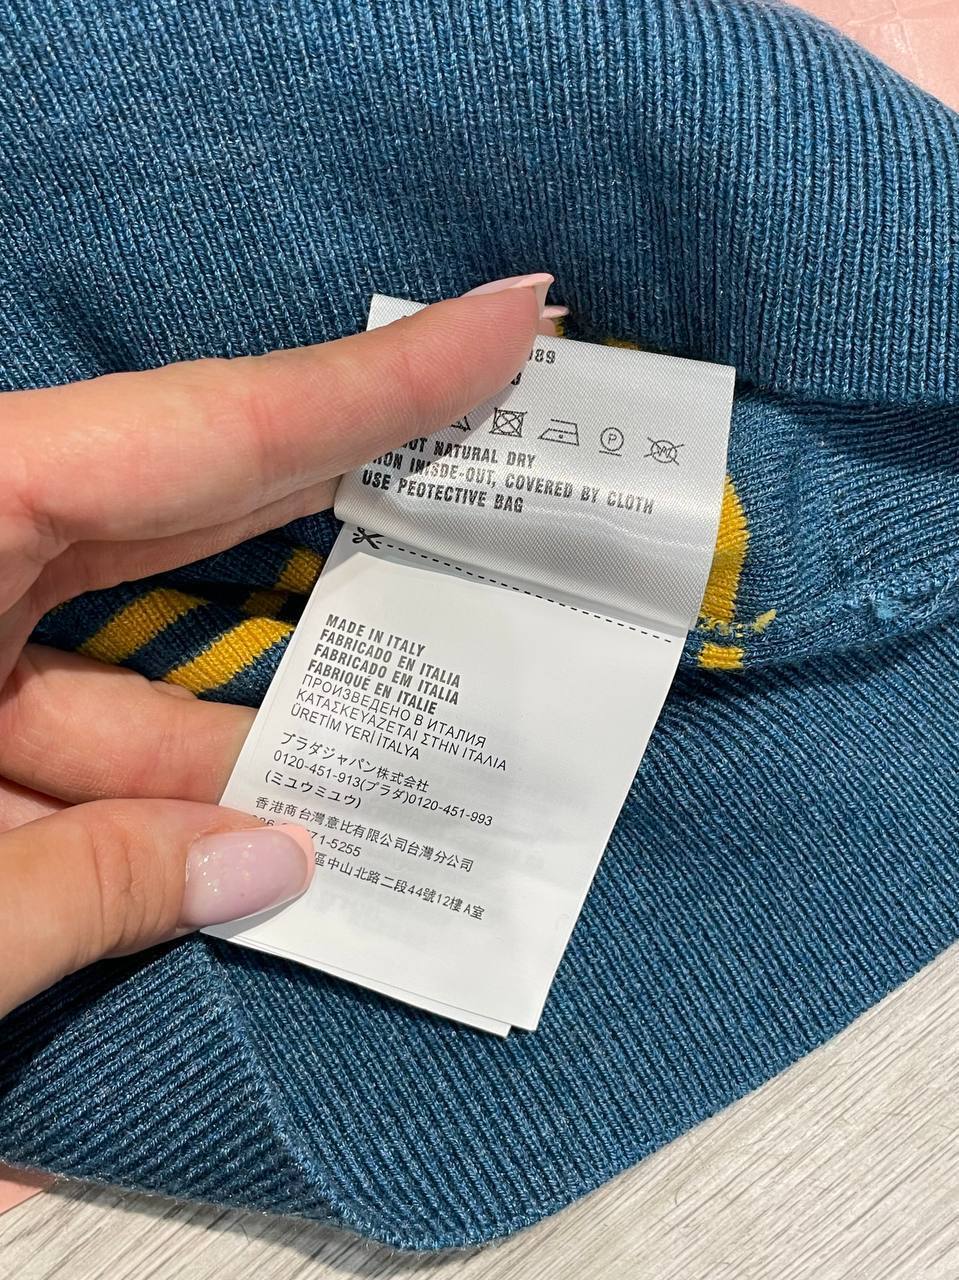 89
NOT NATURAL DRY
IRON INISDE-OUT, COVERED BY CLOTH
USE PEOTECTIVE BAG
MADE IN ITALY
FABRICADO EN ITALIA
FABRICADO EM ITALIA
FABRIQUÉ EN ITALIE
ПРОИЗВЕДЕНО В ИТАЛИЯ
ΚΑΤΑΣΚΕΥΑΖΕΤΑΙ ΣΤΗΝ ΙΤΑΛΙΑ
ÜRETİM YERİ İTALYA
プラダジャパン株式会社
0120-451-913(プラダ)0120-451-993
(ミユウミユウ)
香港商台灣意比有限公司台灣分公司
71-5255
區中山北路二段44號12樓A室